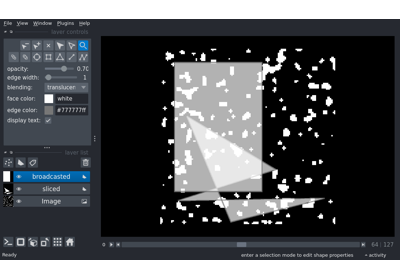 File View Window Plugins Help
layer controls
opacity: 0.70
edge width: 1
blending: translucen
face color: white
edge color: #777777ff
display text: ✓
layer list
broadcasted
sliced
Image
0 64 127
Ready enter a selection mode to edit shape properties activity